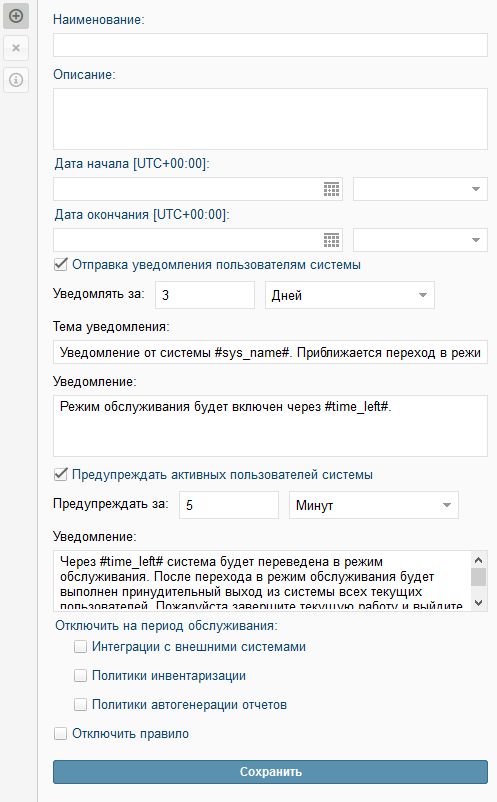 Наименование:
Описание:
Дата начала [UTC+00:00]:
Дата окончания [UTC+00:00]:
Отправка уведомления пользователям системы
Уведомлять за: 3 Дней
Тема уведомления:
Уведомление от системы #sys_name#. Приближается переход в режи
Уведомление:
Режим обслуживания будет включен через #time_left#.
Предупреждать активных пользователей системы
Предупреждать за: 5 Минут
Уведомление:
Через #time_left# система будет переведена в режим
обслуживания. После перехода в режим обслуживания будет
выполнен принудительный выход из системы всех текущих
пользователей. Пожалуйста завершите текущую работу и выйдите
Отключить на период обслуживания:
Интеграции с внешними системами
Политики инвентаризации
Политики автогенерации отчетов
Отключить правило
Сохранить